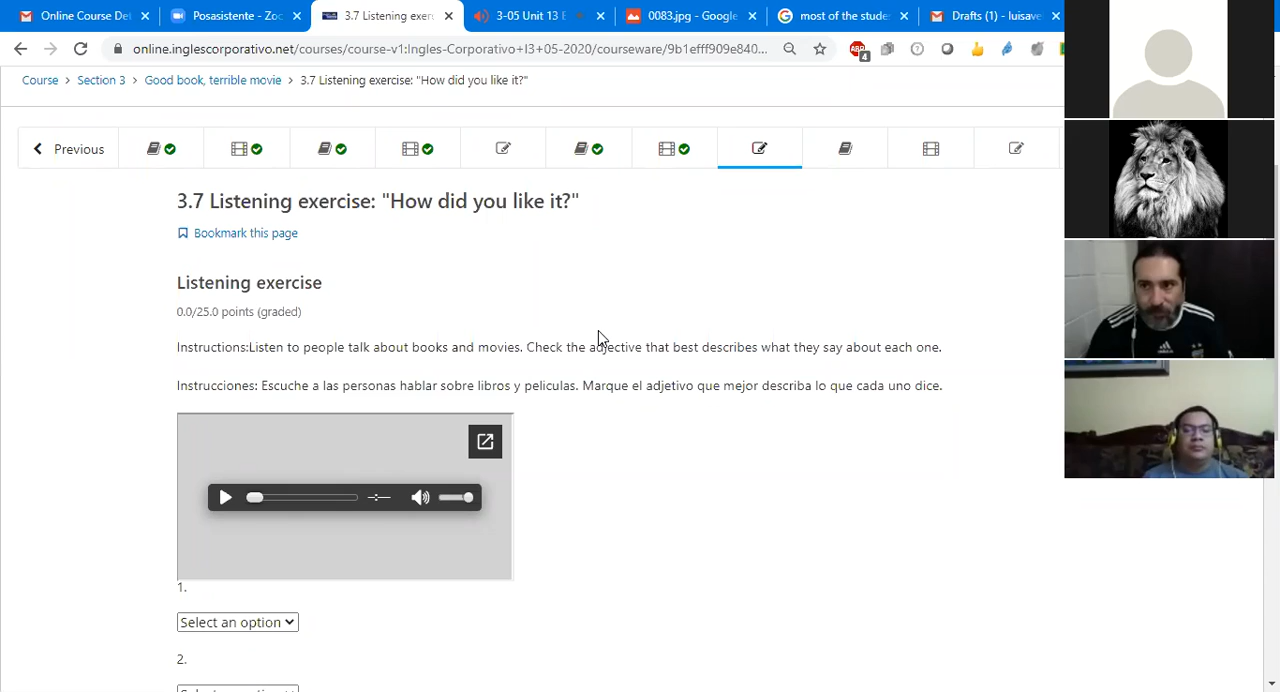 Online Course De
Posasistente - Zoc
3.7 Listening exerc
3-05 Unit 13 E
0083.jpg - Google
most of the stude
Drafts (1) - luisave
online.inglescorporativo.net/courses/course-v1:Ingles-Corporativo+I3+05-2020/courseware/9b1efff909e840...
4
Course > Section 3 > Good book, terrible movie > 3.7 Listening exercise: "How did you like it?"
Previous
3.7 Listening exercise: "How did you like it?"
Bookmark this page
Listening exercise
0.0/25.0 points (graded)
Instructions:Listen to people talk about books and movies. Check the adjective that best describes what they say about each one.
Instrucciones: Escuche a las personas hablar sobre libros y peliculas. Marque el adjetivo que mejor describa lo que cada uno dice.
1.
Select an option
2.